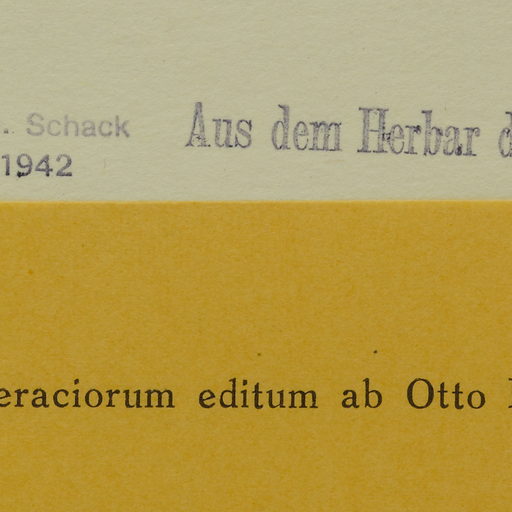 . Schack
1942
Aus dem Herbar d
eraciorum editum ab Otto